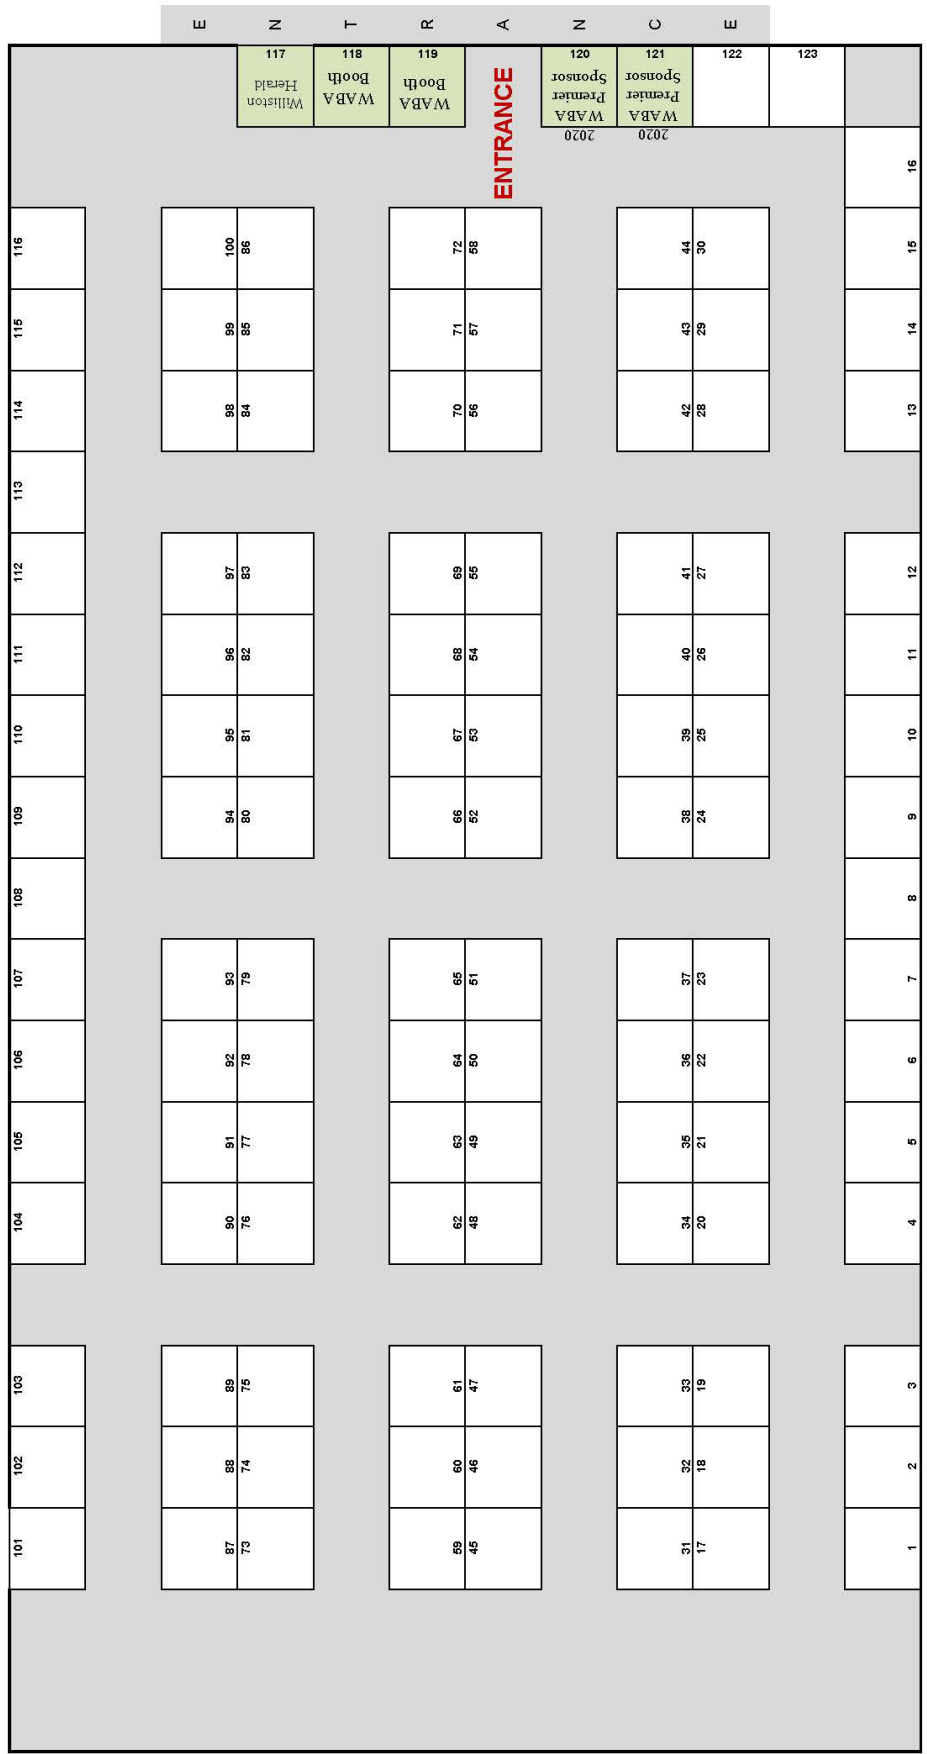 E N T R A N C E
117 118 119 120 121 122 123
Williston
Herald
WABA
Booth
WABA
Booth
ENTRANCE
2020
WABA
Premier
Sponsor
2020
WABA
Premier
Sponsor
16
116 100 86 72 58 44 30 15
115 99 85 71 57 43 29 14
114 98 84 70 56 42 28 13
113
112 97 83 69 55 41 27 12
111 96 82 68 54 40 26 11
110 95 81 67 53 39 25 10
109 94 80 66 52 38 24 9
108 8
107 93 79 65 51 37 23 7
106 92 78 64 50 36 22 6
105 91 77 63 49 35 21 5
104 90 76 62 48 34 20 4
103 89 75 61 47 33 19 3
102 88 74 60 46 32 18 2
101 87 73 59 45 31 17 1